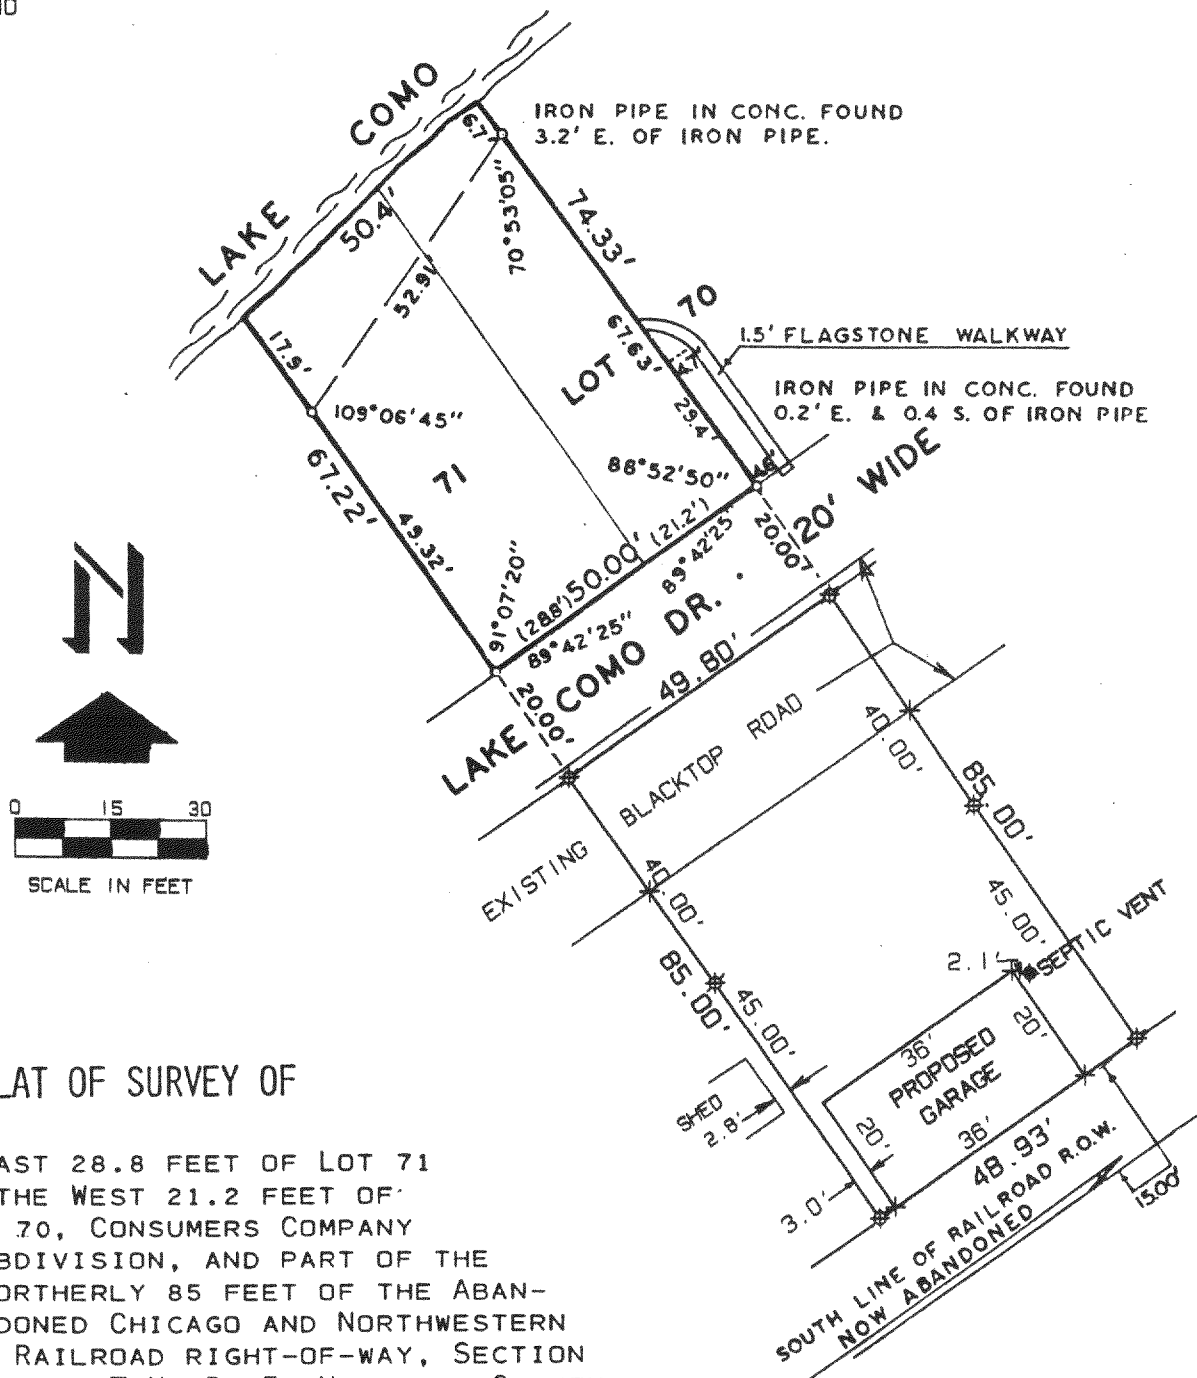 LAKE COMO
IRON PIPE IN CONC. FOUND
3.2' E. OF IRON PIPE.
6.7'
74.33'
70°53'05"
50.4'
52.9'
70
67.63'
1.5' FLAGSTONE WALKWAY
LOT
29.4'
IRON PIPE IN CONC. FOUND
0.2' E. & 0.4 S. OF IRON PIPE
17.9'
109°06'45"
71
67.22'
49.32'
88°52'50"
4.6'
91°07'20"
(28.8')
50.00'
(21.2')
89°42'25"
89°42'25"
20.00'
20.00'
LAKE COMO DR. 20' WIDE
49.80'
N
0 15 30
SCALE IN FEET
EXISTING BLACKTOP ROAD
40.00'
85.00'
45.00'
40.00'
85.00'
45.00'
2.1'
SEPTIC VENT
36'
20'
PROPOSED
GARAGE
20'
36'
SHED
2.8'
3.0'
48.93'
15.00'
SOUTH LINE OF RAILROAD R.O.W.
NOW ABANDONED
LAT OF SURVEY OF
AST 28.8 FEET OF LOT 71
THE WEST 21.2 FEET OF
70, CONSUMERS COMPANY
BDIVISION, AND PART OF THE
ORTHERLY 85 FEET OF THE ABAN-
DONED CHICAGO AND NORTHWESTERN
RAILROAD RIGHT-OF-WAY, SECTION